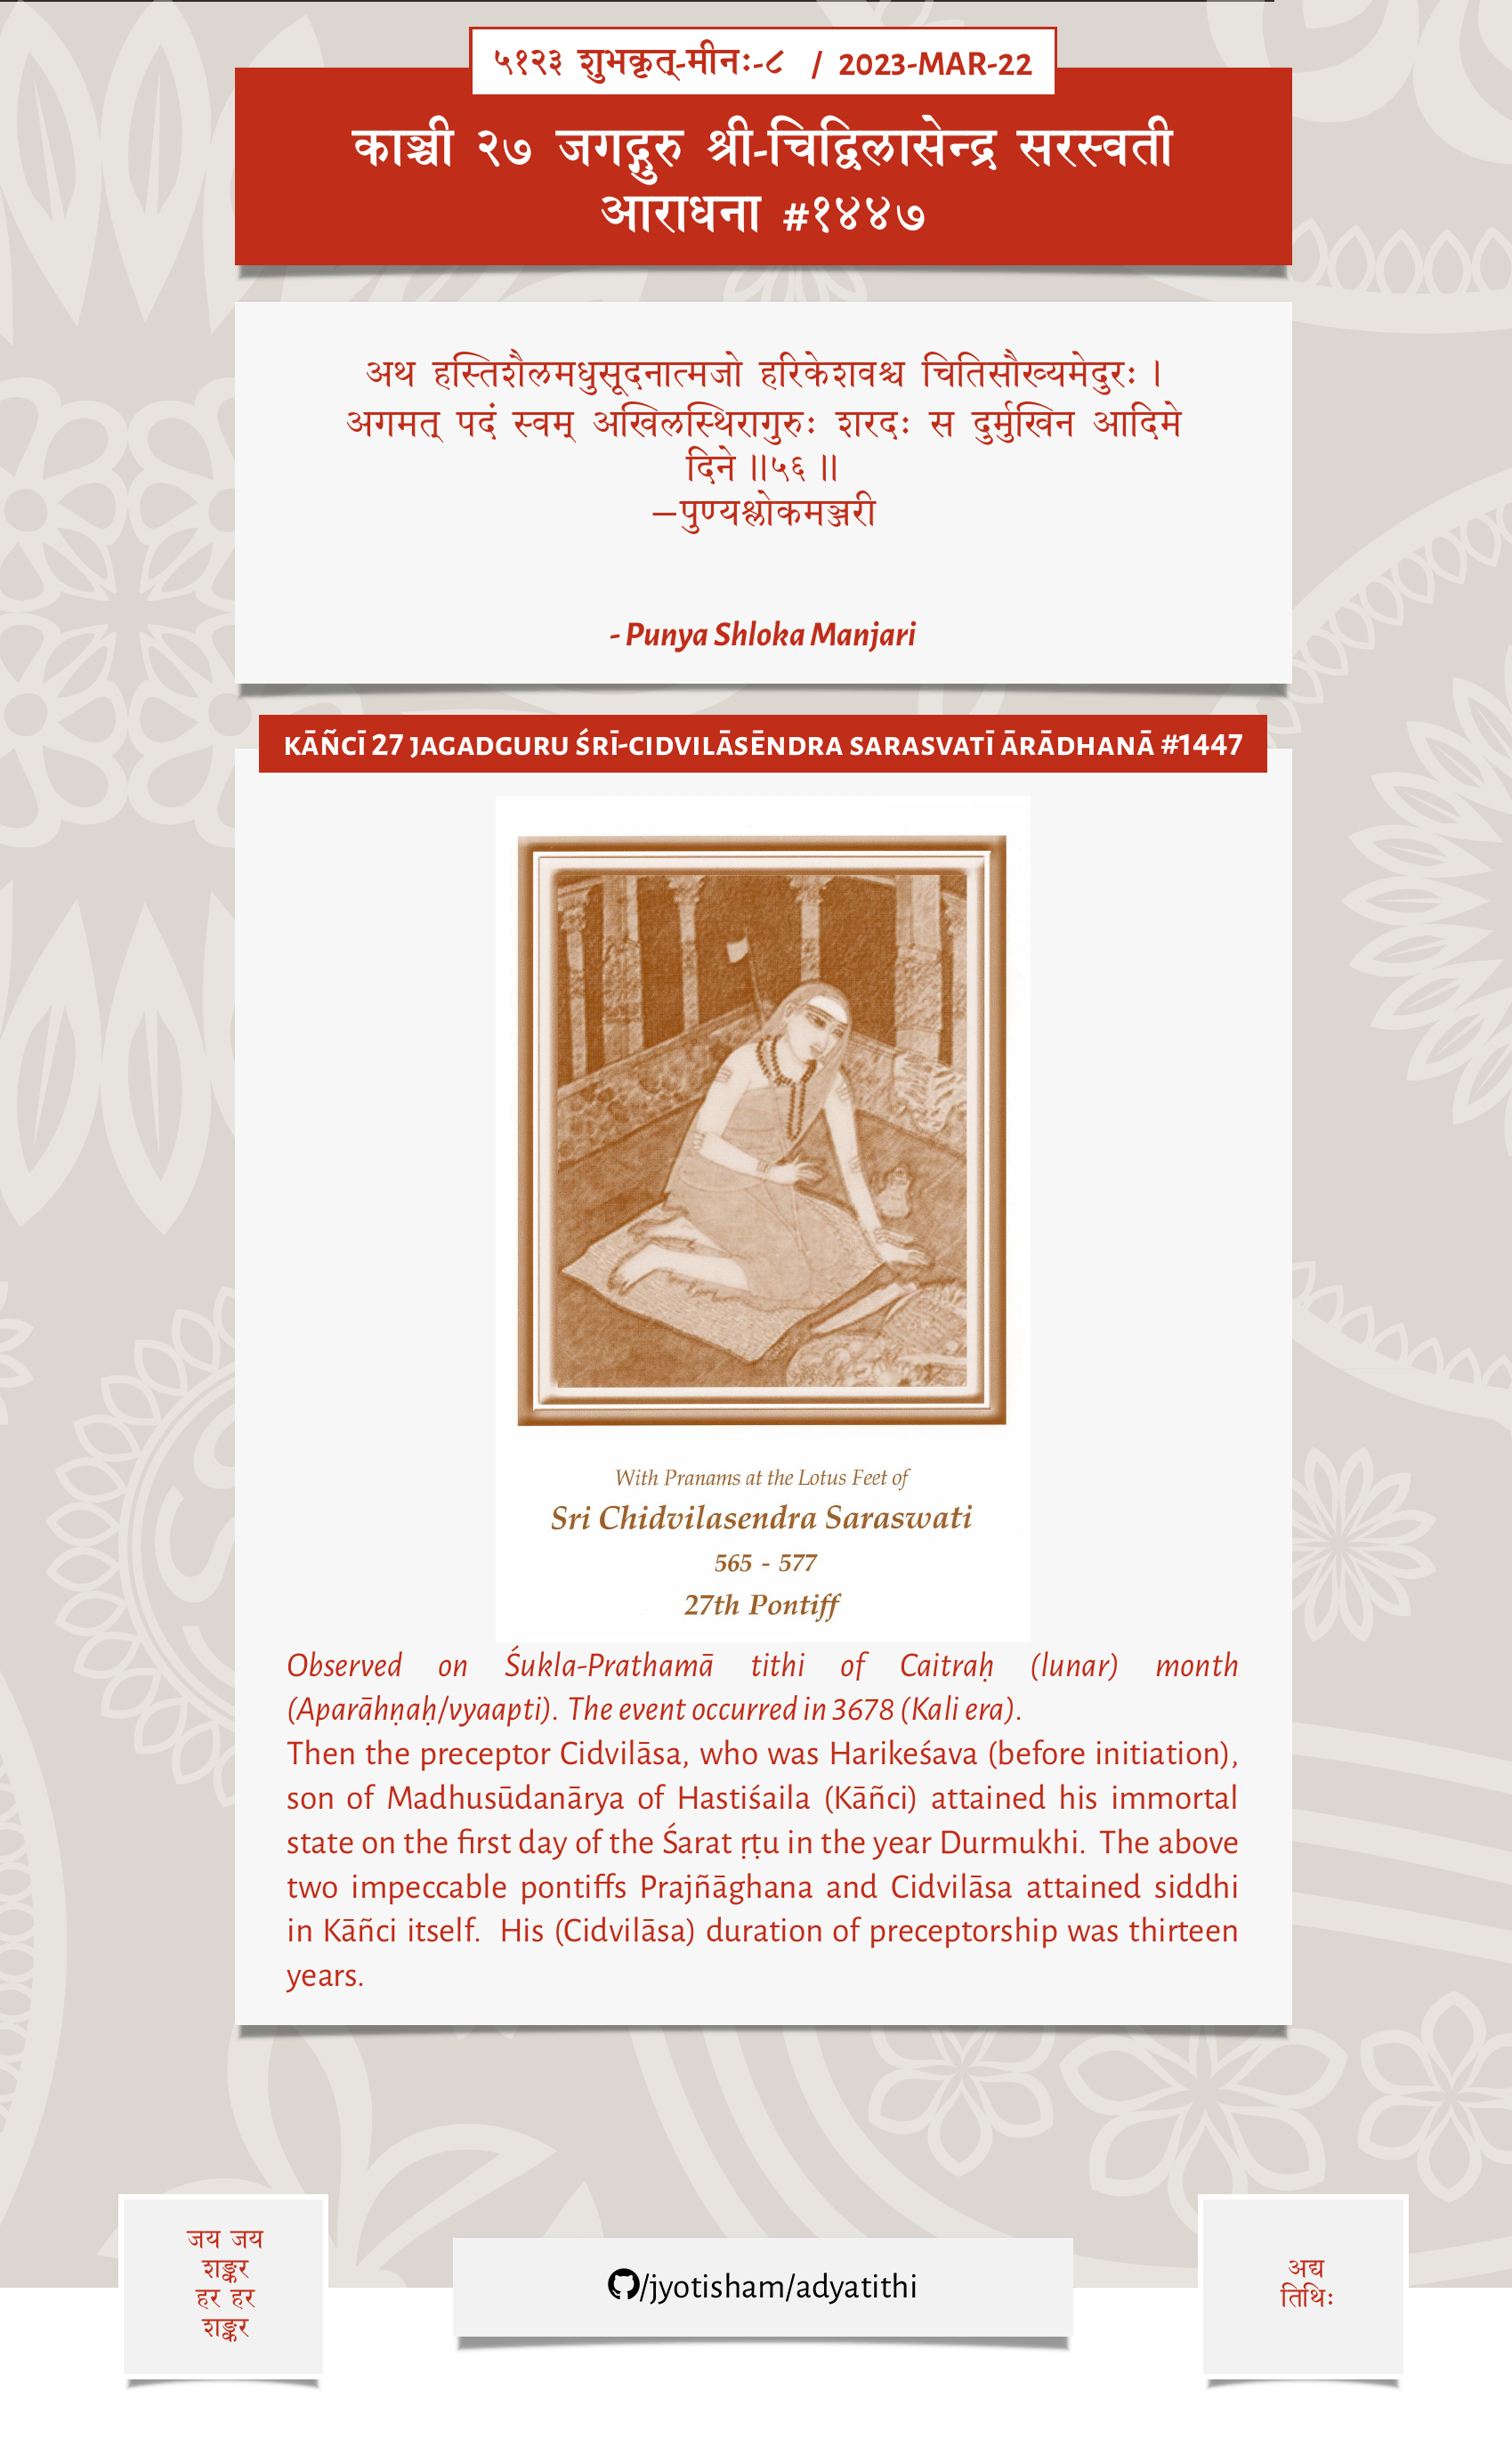 ५१२३ शुभकृत्-मीनः-८ / 2023-MAR-22
काञ्ची २७ जगद्गुरु श्री-चिद्विलासेन्द्र सरस्वती
आराधना #१४४७
अथ हस्तिशैलमधुसूदनात्मजो हरिकेशवश्च चितिसौख्यमेदुरः ।
अगमत् पदं स्वम् अखिलस्थिरागुरुः शरदः स दुर्मुखिन आदिमे
दिने ॥५६ ॥
—पुण्यश्लोकमञ्जरी
- Punya Shloka Manjari
KĀÑCĪ 27 JAGADGURU ŚRĪ-CIDVILĀSĒNDRA SARASVATĪ ĀRĀDHANĀ #1447
With Pranams at the Lotus Feet of
Sri Chidvilasendra Saraswati
565 - 577
27th Pontiff
Observed on Śukla-Prathamā tithi of Caitraḥ (lunar) month
(Aparāhṇaḥ/vyaapti). The event occurred in 3678 (Kali era).
Then the preceptor Cidvilāsa, who was Harikeśava (before initiation),
son of Madhusūdanārya of Hastiśaila (Kāñci) attained his immortal
state on the first day of the Śarat ṛṭu in the year Durmukhi. The above
two impeccable pontiffs Prajñāghana and Cidvilāsa attained siddhi
in Kāñci itself. His (Cidvilāsa) duration of preceptorship was thirteen
years.
जय जय
शङ्कर
हर हर
शङ्कर
/jyotisham/adyatithi
अद्य
तिथिः